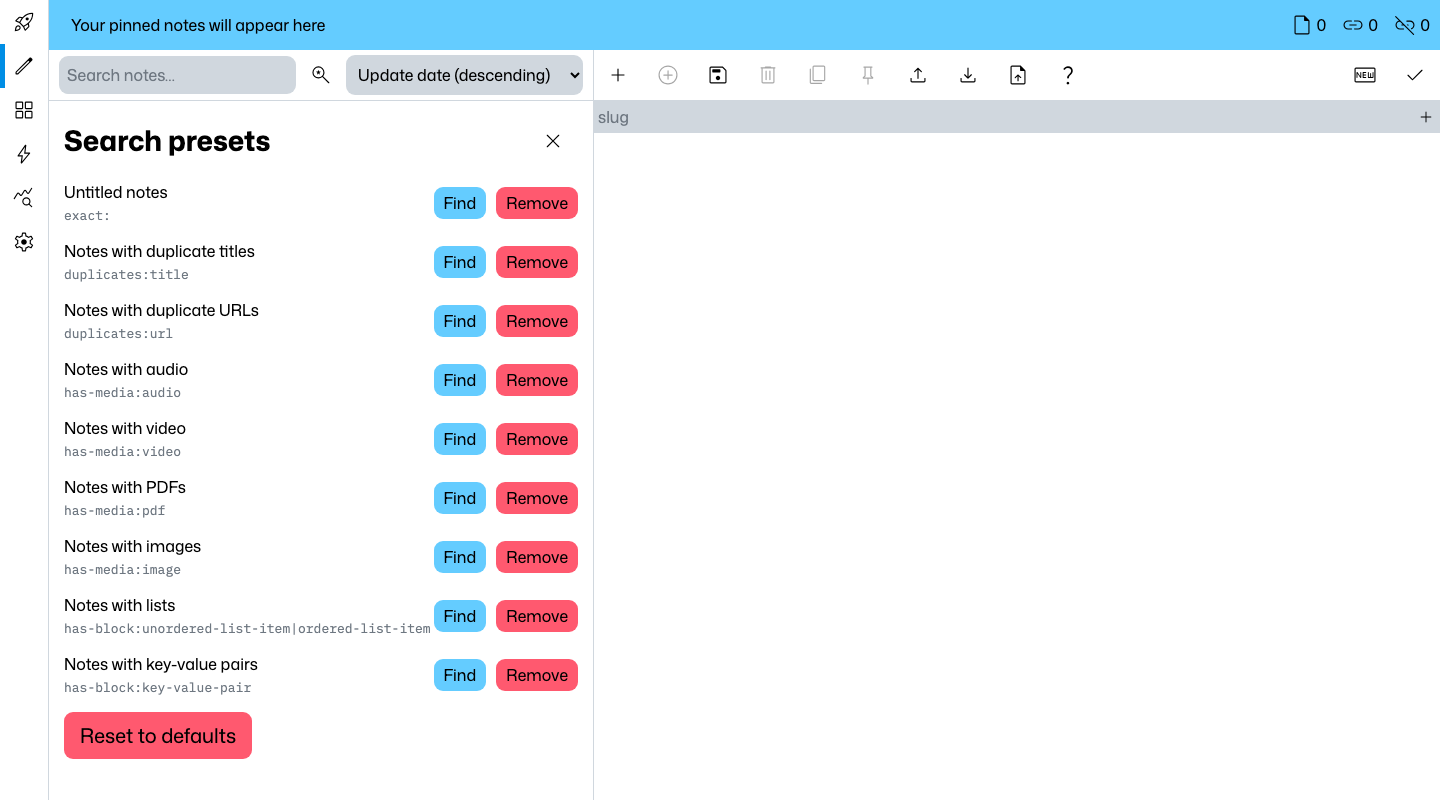 Your pinned notes will appear here
0
0
0
Search notes...
Update date (descending)
NEW
slug
Search presets
Untitled notes
exact:
Find
Remove
Notes with duplicate titles
duplicates:title
Find
Remove
Notes with duplicate URLs
duplicates:url
Find
Remove
Notes with audio
has-media:audio
Find
Remove
Notes with video
has-media:video
Find
Remove
Notes with PDFs
has-media:pdf
Find
Remove
Notes with images
has-media:image
Find
Remove
Notes with lists
has-block:unordered-list-item|ordered-list-item
Find
Remove
Notes with key-value pairs
has-block:key-value-pair
Find
Remove
Reset to defaults